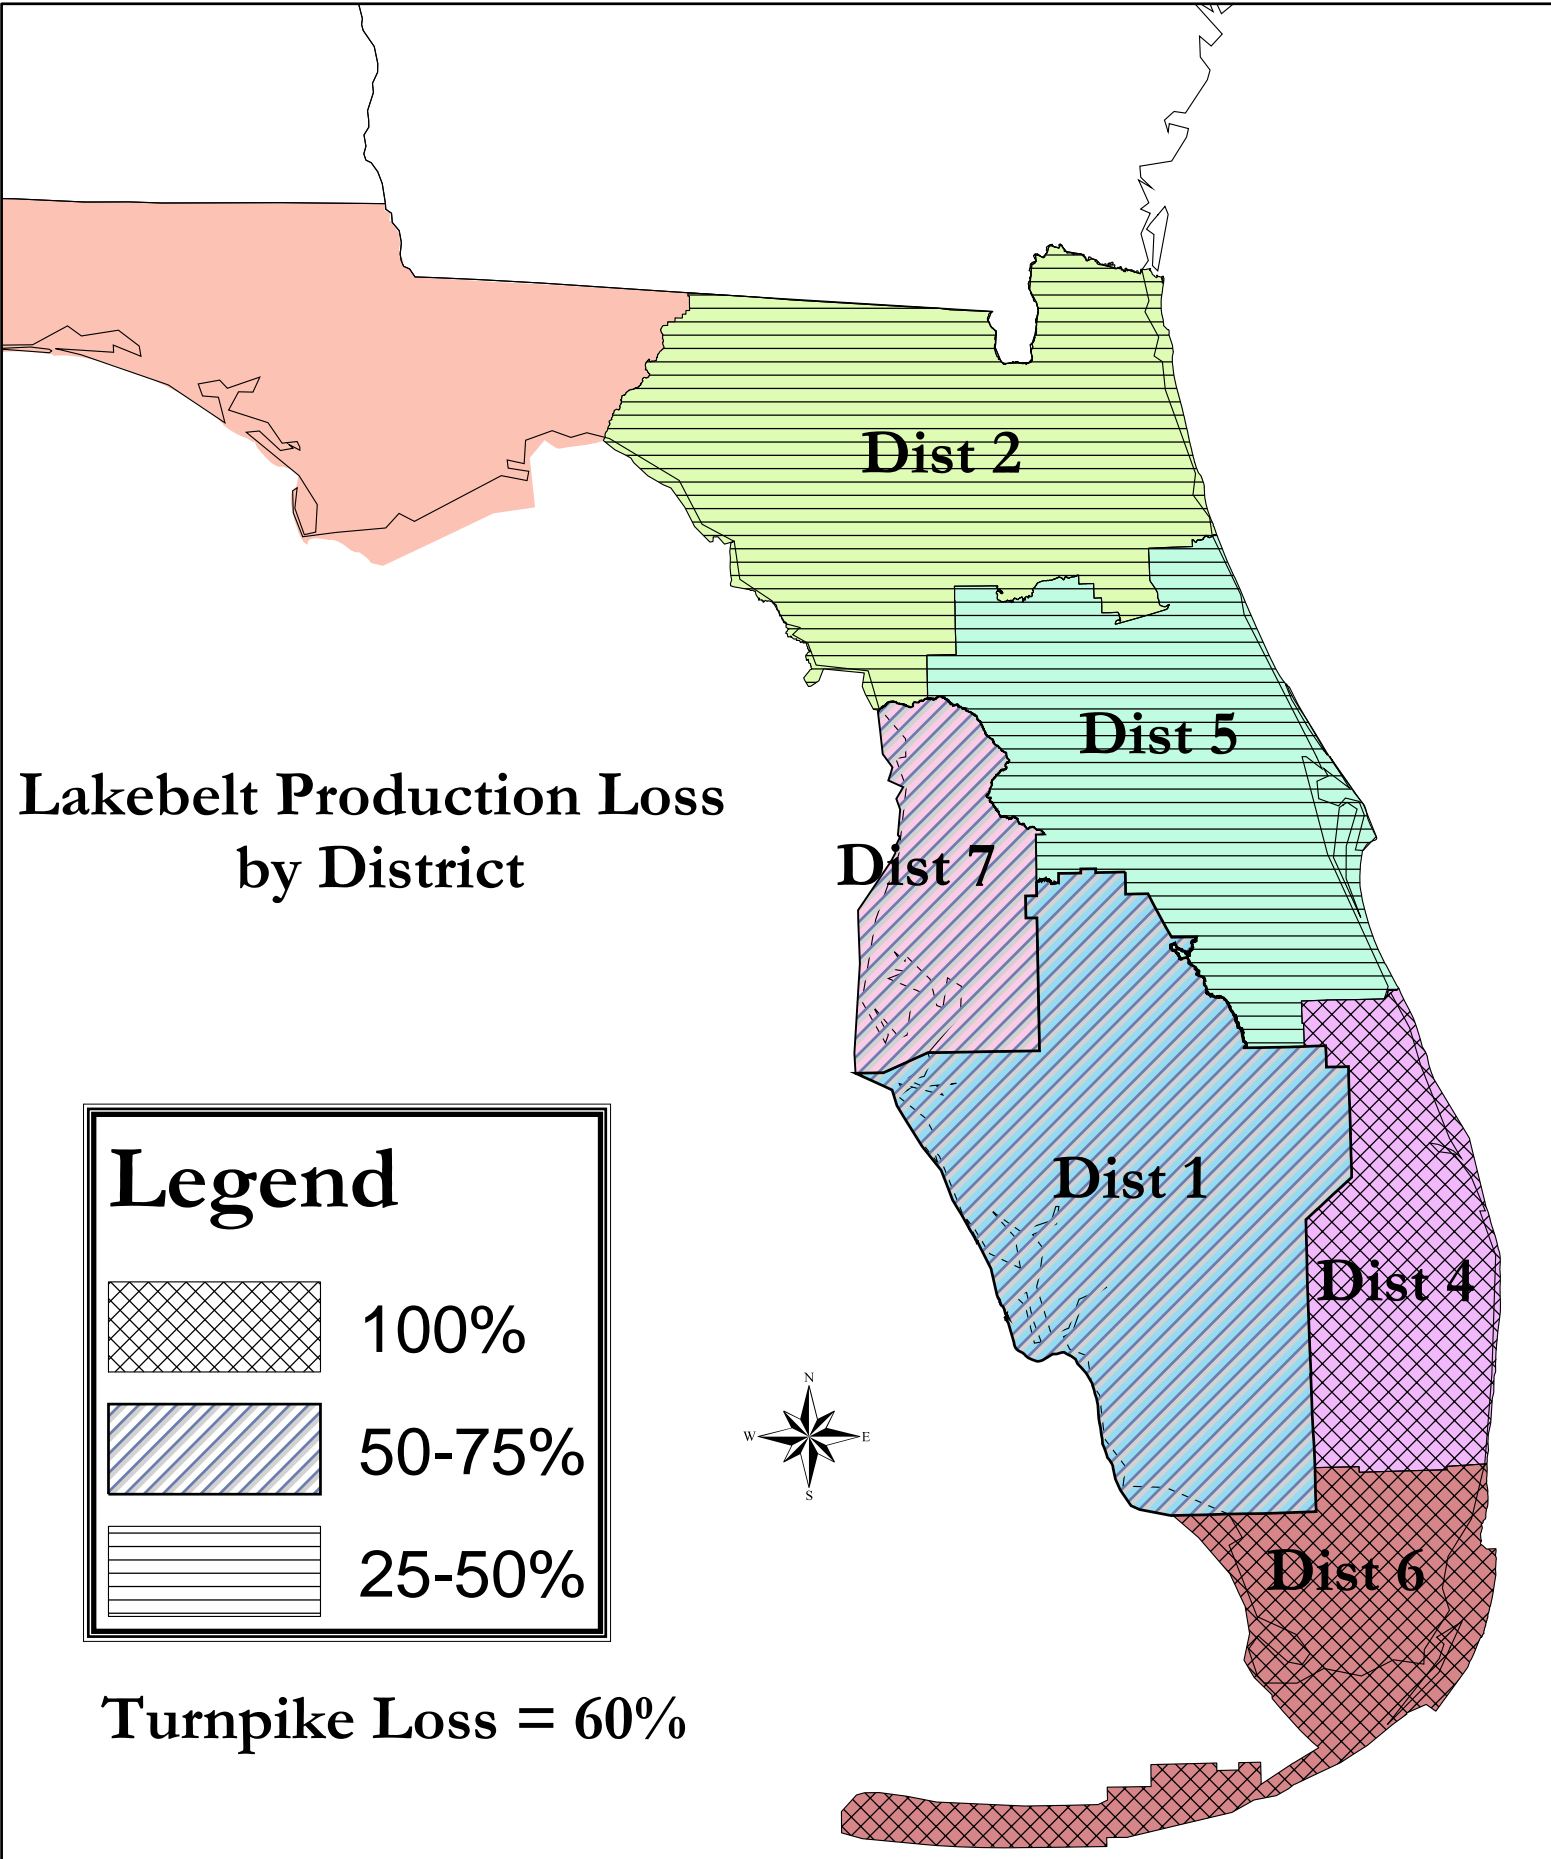 Dist 2
Dist 5
Lakebelt Production Loss
by District
Dist 7
Dist 1
Legend
100%
50-75%
25-50%
Dist 4
N
W
E
S
Dist 6
Turnpike Loss = 60%